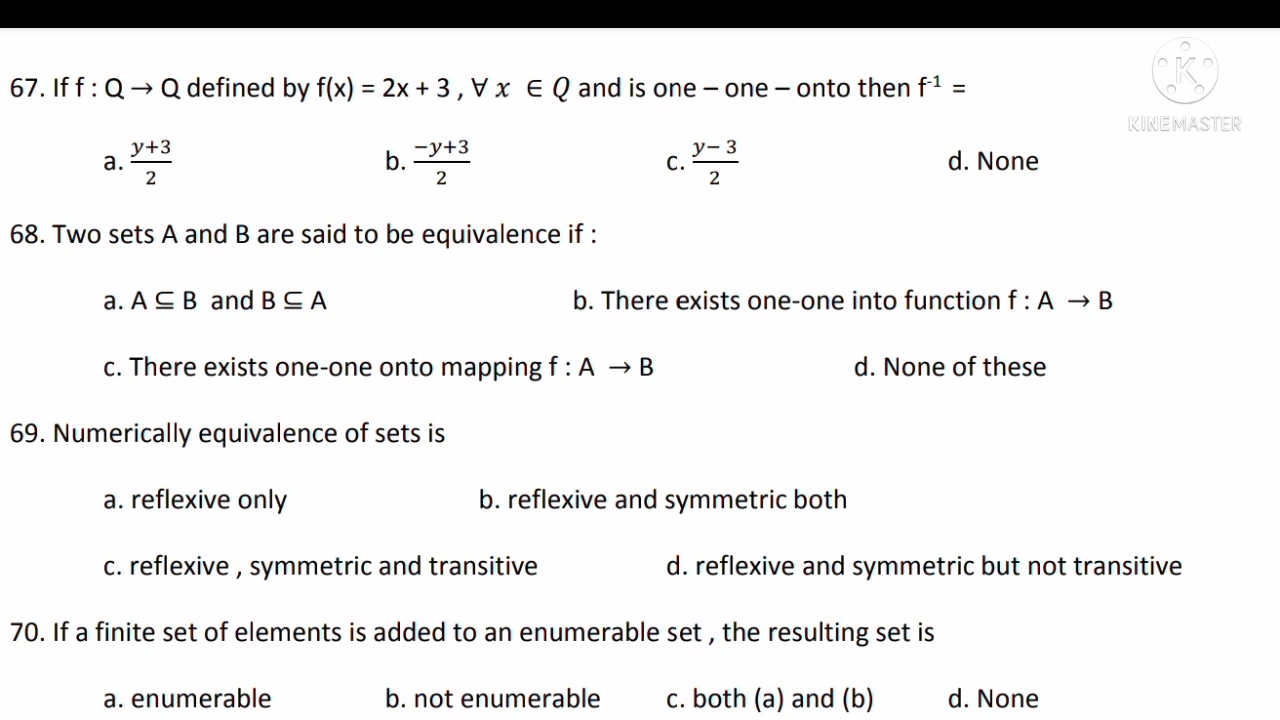 67. If f : Q → Q defined by f(x) = 2x + 3 , ∀ x ∈ Q and is one – one – onto then f⁻¹ =
KINEMASTER
a. (y+3)/2 b. (−y+3)/2 c. (y− 3)/2 d. None
68. Two sets A and B are said to be equivalence if :
a. A ⊆ B and B ⊆ A b. There exists one-one into function f : A → B
c. There exists one-one onto mapping f : A → B d. None of these
69. Numerically equivalence of sets is
a. reflexive only b. reflexive and symmetric both
c. reflexive , symmetric and transitive d. reflexive and symmetric but not transitive
70. If a finite set of elements is added to an enumerable set , the resulting set is
a. enumerable b. not enumerable c. both (a) and (b) d. None